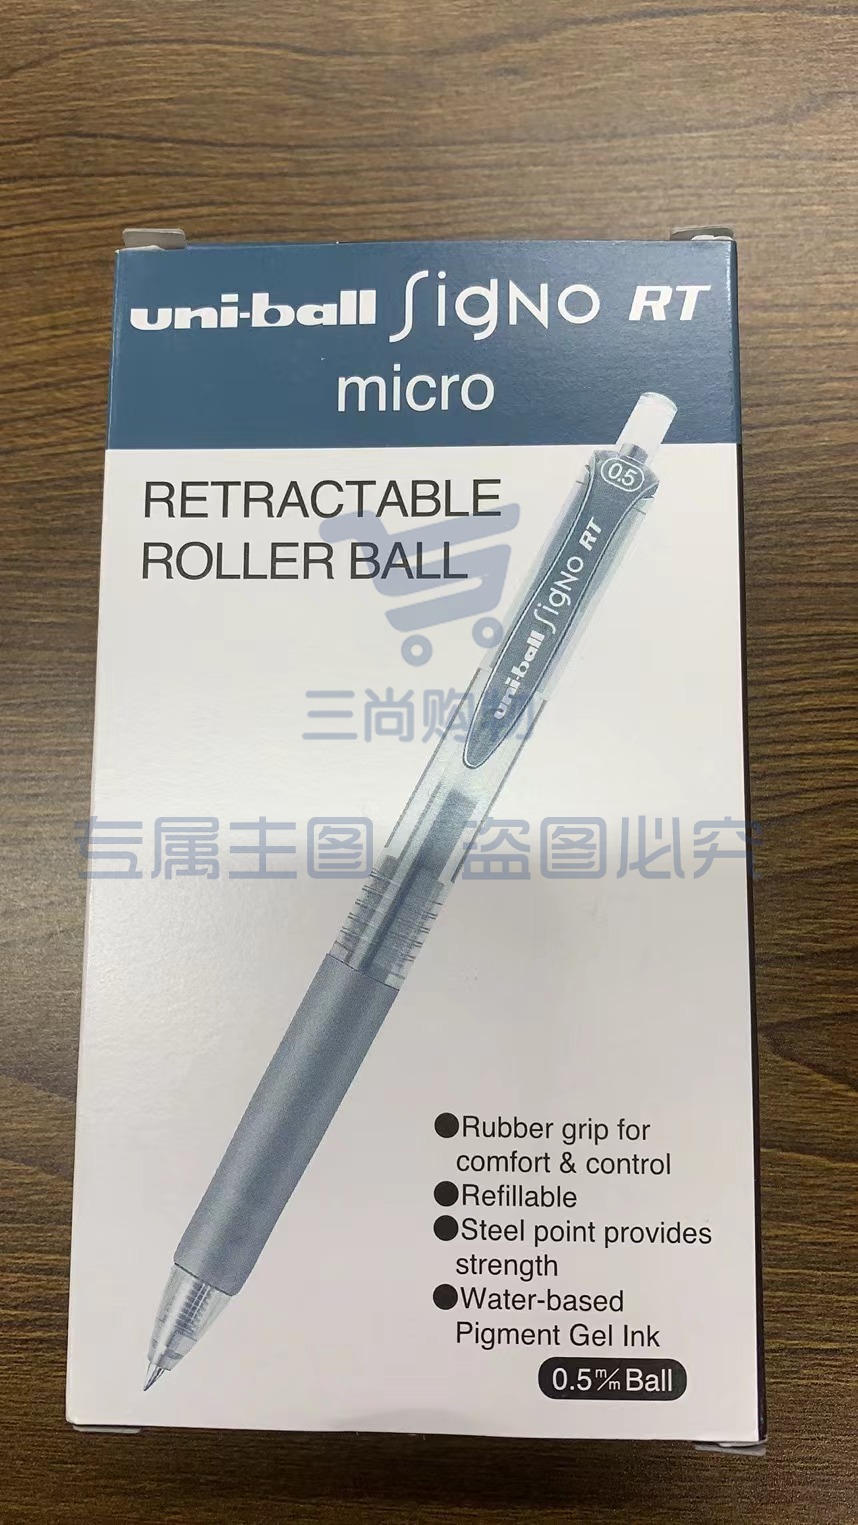 uni-ball SigNo RT
micro
RETRACTABLE
ROLLER BALL
0.5
uni-ball SigNo RT
三尚购物
专属主图 盗图必究
●Rubber grip for
comfort & control
●Refillable
●Steel point provides
strength
●Water-based
Pigment Gel Ink
0.5 m/m Ball